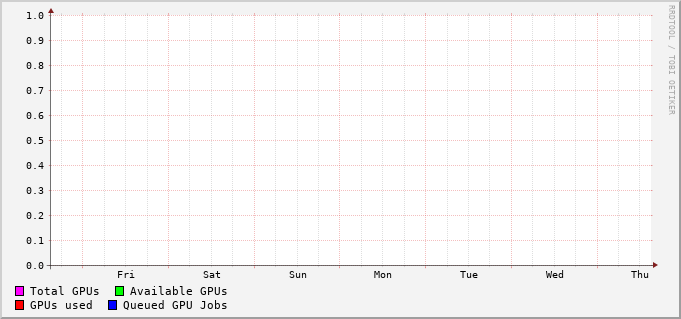 RRDTOOL / TOBI OETIKER
1.0
0.9
0.8
0.7
0.6
0.5
0.4
0.3
0.2
0.1
0.0
Fri Sat Sun Mon Tue Wed Thu
Total GPUs Available GPUs
GPUs used Queued GPU Jobs